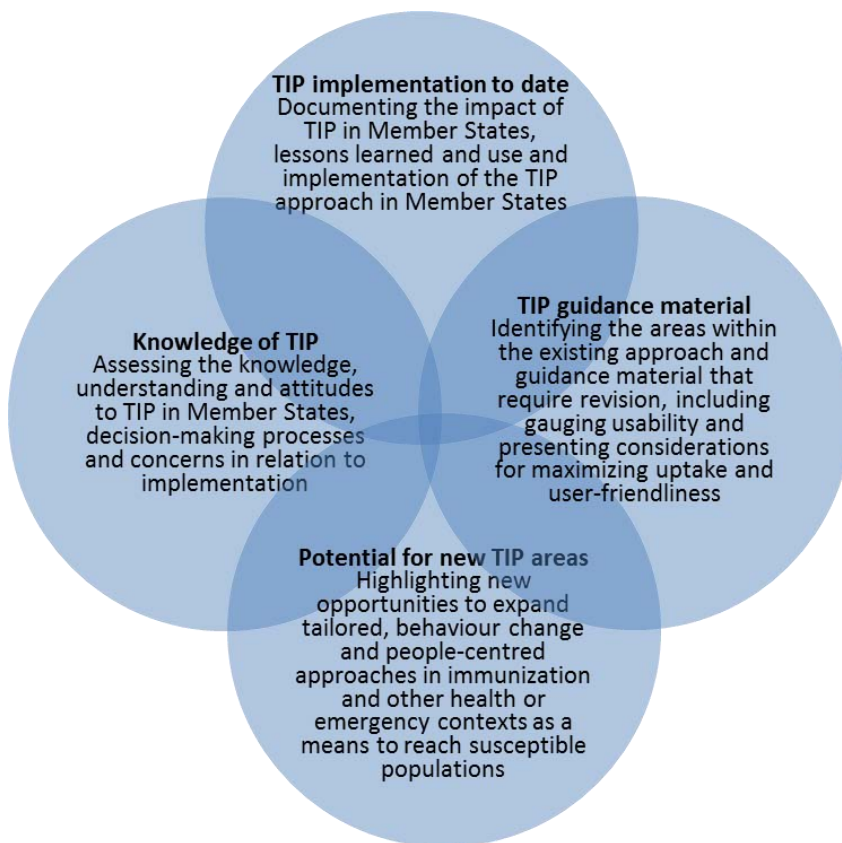 TIP implementation to date
Documenting the impact of
TIP in Member States,
lessons learned and use and
implementation of the TIP
approach in Member States
Knowledge of TIP
Assessing the knowledge,
understanding and attitudes
to TIP in Member States,
decision-making processes
and concerns in relation to
implementation
TIP guidance material
Identifying the areas within
the existing approach and
guidance material that
require revision, including
gauging usability and
presenting considerations
for maximizing uptake and
user-friendliness
Potential for new TIP areas
Highlighting new
opportunities to expand
tailored, behaviour change
and people-centred
approaches in immunization
and other health or
emergency contexts as a
means to reach susceptible
populations